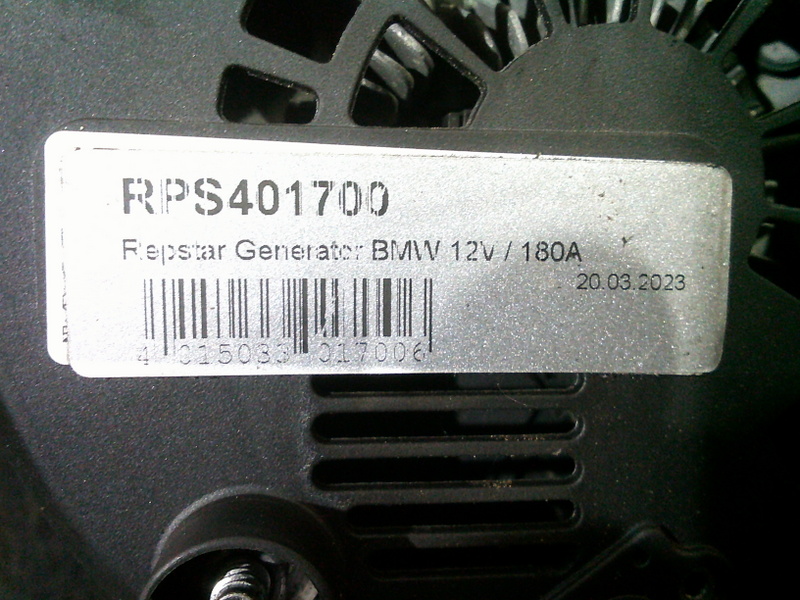 RPS401700
Repstar Generator BMW 12V / 180A
20.03.2023
4 015033 017006